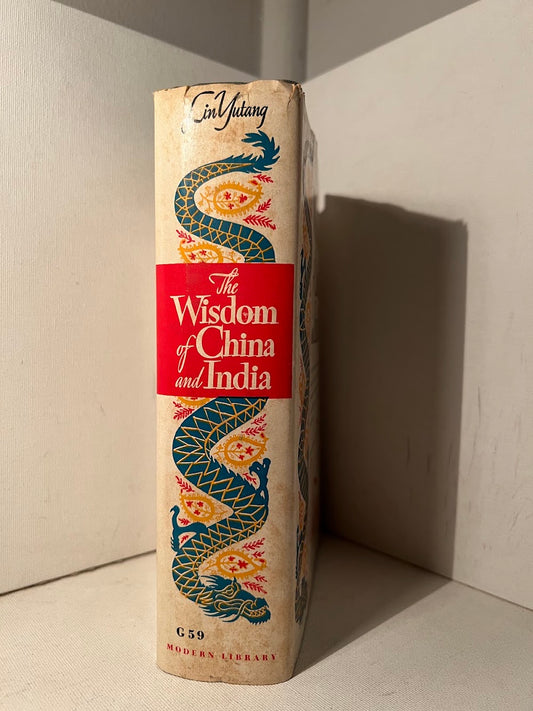 Lin Yutang
The
Wisdom
of China
and India
G59
MODERN LIBRARY